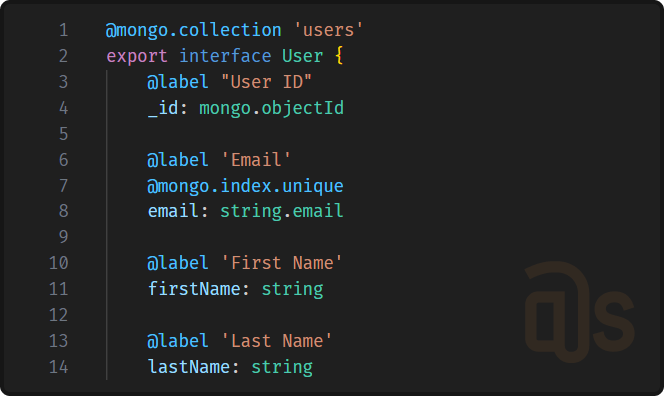 1 @mongo.collection 'users'
2 export interface User {
3 @label "User ID"
4 _id: mongo.objectId
5
6 @label 'Email'
7 @mongo.index.unique
8 email: string.email
9
10 @label 'First Name'
11 firstName: string
12
13 @label 'Last Name'
14 lastName: string
as